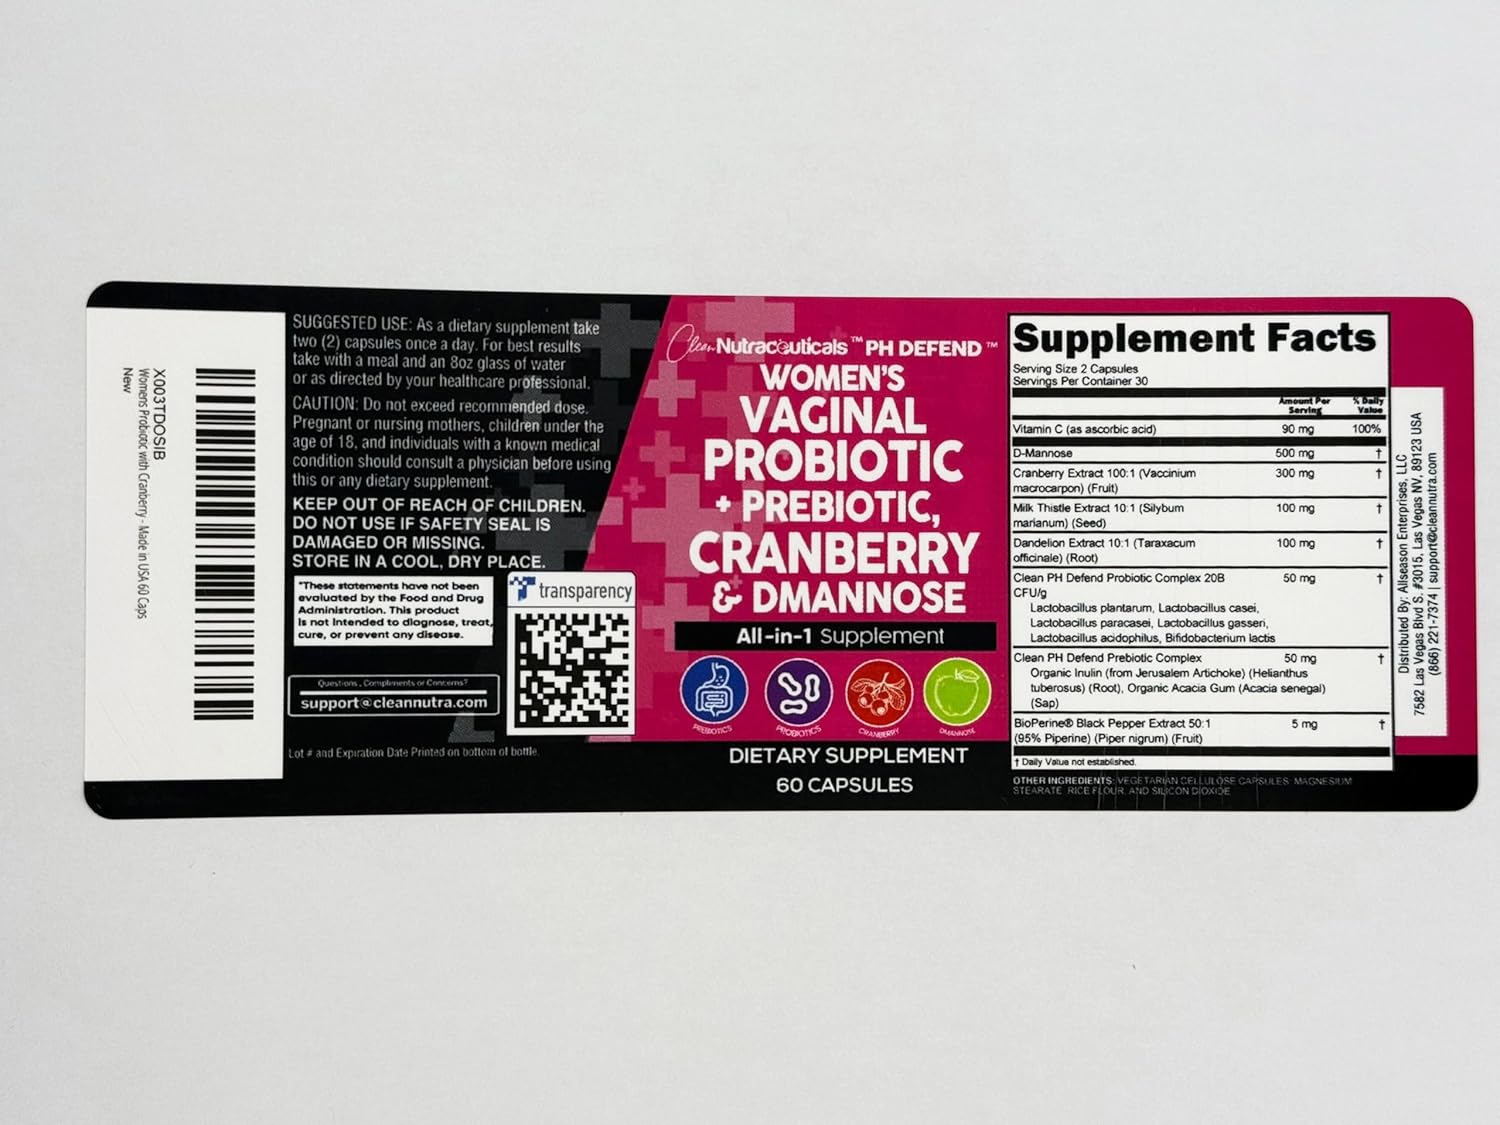 X003TDOSIB
Womens Probiotic with Cranberry - Made in USA 60 Caps
New
SUGGESTED USE: As a dietary supplement take
two (2) capsules once a day. For best results
take with a meal and an 8oz glass of water
or as directed by your healthcare professional.
CAUTION: Do not exceed recommended dose.
Pregnant or nursing mothers, children under the
age of 18, and individuals with a known medical
condition should consult a physician before using
this or any dietary supplement.
KEEP OUT OF REACH OF CHILDREN.
DO NOT USE IF SAFETY SEAL IS
DAMAGED OR MISSING.
STORE IN A COOL, DRY PLACE.
*These statements have not been
evaluated by the Food and Drug
Administration. This product
is not intended to diagnose, treat,
cure, or prevent any disease.
transparency
Questions, Compliments or Concerns?
support@cleannutra.com
Lot # and Expiration Date Printed on bottom of bottle.
Clean Nutraceuticals™ PH DEFEND™
WOMEN'S
VAGINAL
PROBIOTIC
+ PREBIOTIC,
CRANBERRY
& DMANNOSE
All-in-1 Supplement
PREBIOTICS
PROBIOTICS
CRANBERRY
DMANNOSE
DIETARY SUPPLEMENT
60 CAPSULES
Supplement Facts
Serving Size 2 Capsules
Servings Per Container 30
Amount Per Serving % Daily Value
Vitamin C (as ascorbic acid) 90 mg 100%
D-Mannose 500 mg †
Cranberry Extract 100:1 (Vaccinium 300 mg †
macrocarpon) (Fruit)
Milk Thistle Extract 10:1 (Silybum 100 mg †
marianum) (Seed)
Dandelion Extract 10:1 (Taraxacum 100 mg †
officinale) (Root)
Clean PH Defend Probiotic Complex 20B 50 mg †
CFU/g
Lactobacillus plantarum, Lactobacillus casei,
Lactobacillus paracasei, Lactobacillus gasseri,
Lactobacillus acidophilus, Bifidobacterium lactis
Clean PH Defend Prebiotic Complex 50 mg †
Organic Inulin (from Jerusalem Artichoke) (Helianthus
tuberosus) (Root), Organic Acacia Gum (Acacia senegal)
(Sap)
BioPerine® Black Pepper Extract 50:1 5 mg †
(95% Piperine) (Piper nigrum) (Fruit)
† Daily Value not established.
OTHER INGREDIENTS: VEGETARIAN CELLULOSE CAPSULES, MAGNESIUM
STEARATE, RICE FLOUR, AND SILICON DIOXIDE
Distributed By: Allseason Enterprises, LLC
7582 Las Vegas Blvd S. #3015, Las Vegas NV, 89123 USA
(866) 221-7374 | support@cleannutra.com